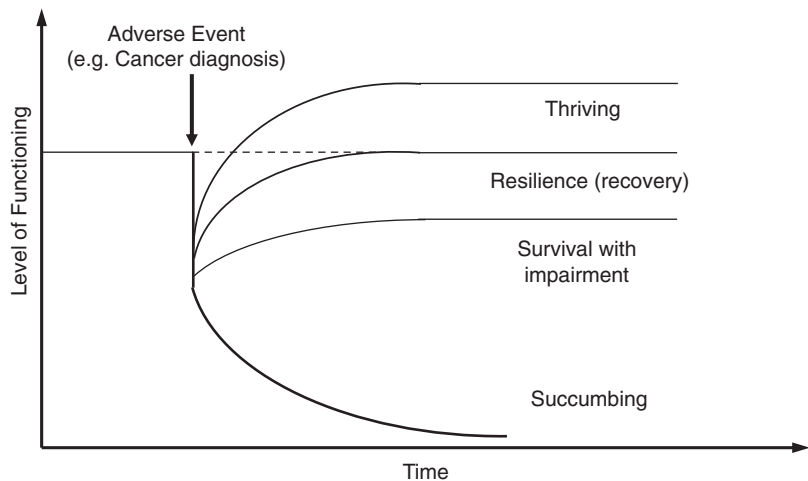 Adverse Event
(e.g. Cancer diagnosis)
Level of Functioning
Thriving
Resilience (recovery)
Survival with
impairment
Succumbing
Time